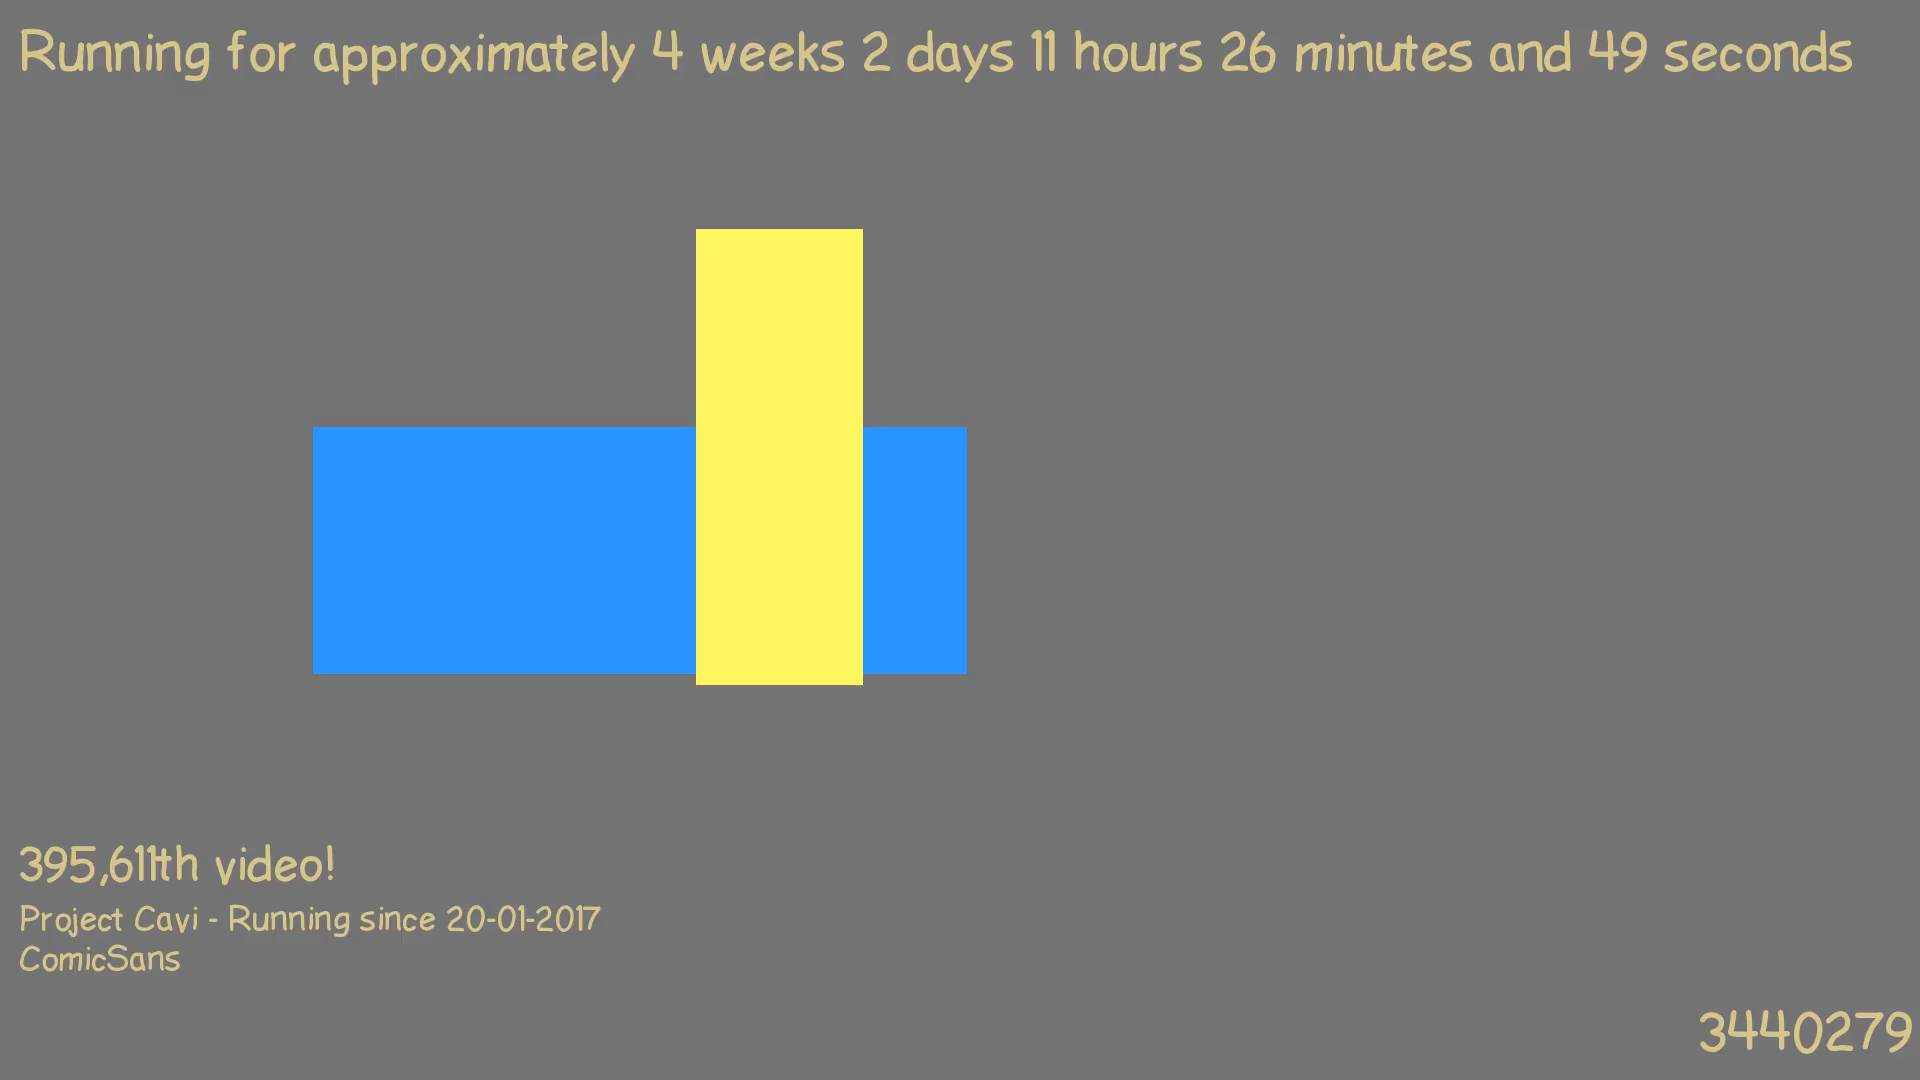 Running for approximately 4 weeks 2 days 11 hours 26 minutes and 49 seconds
395,611th video!
Project Cavi - Running since 20-01-2017
ComicSans
3440279